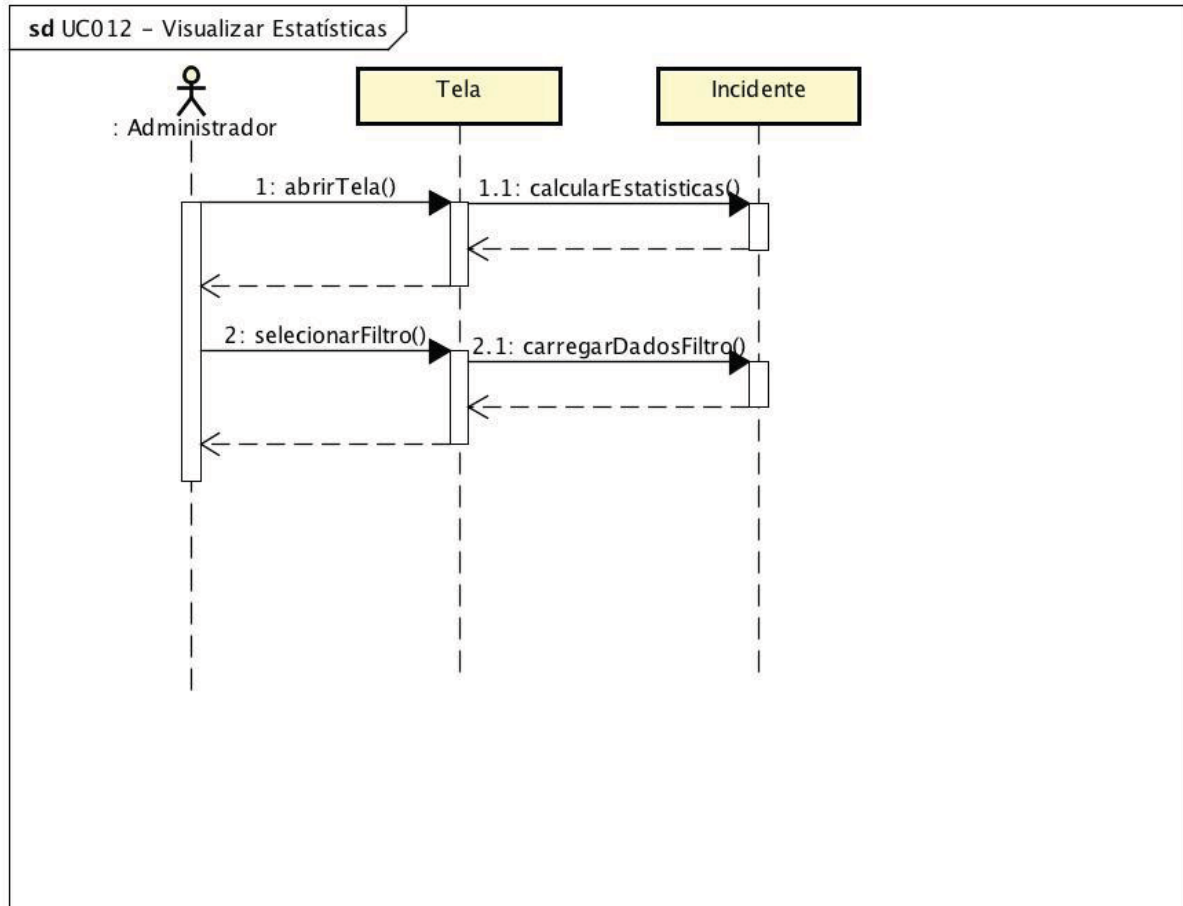 sd UC012 – Visualizar Estatísticas
: Administrador
Tela
Incidente
1: abrirTela()
1.1: calcularEstatisticas()
2: selecionarFiltro()
2.1: carregarDadosFiltro()